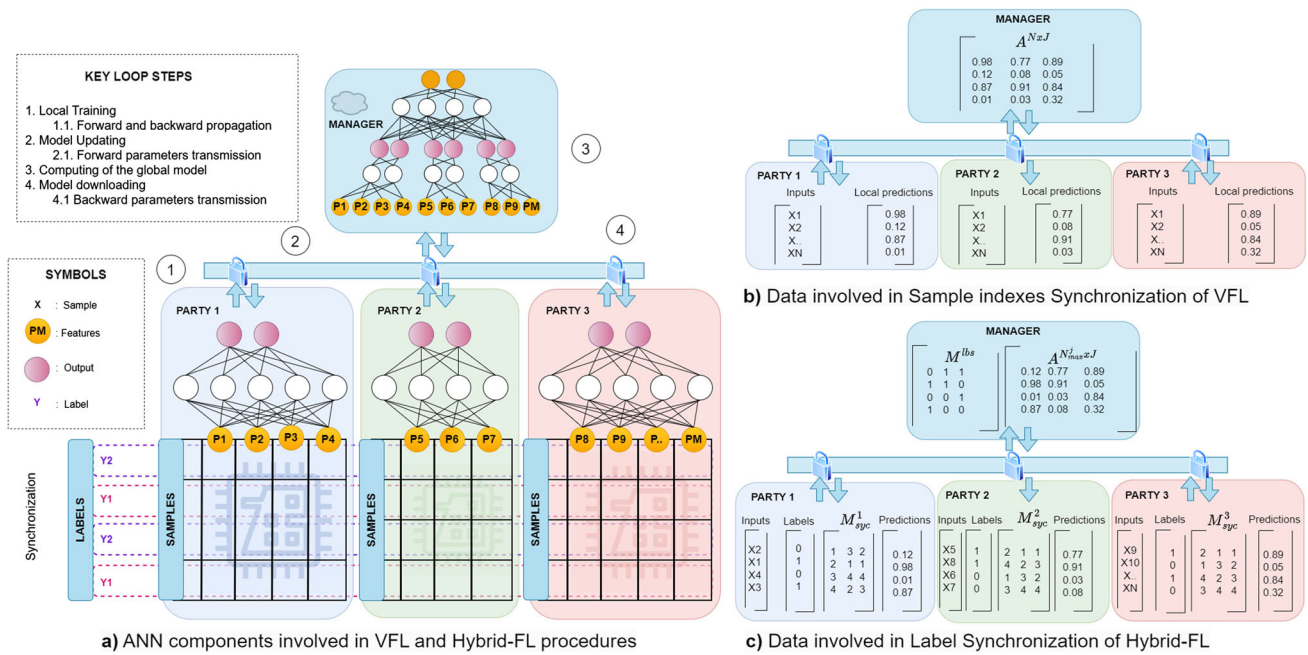 KEY LOOP STEPS
1. Local Training
1.1. Forward and backward propagation
2. Model Updating
2.1. Forward parameters transmission
3. Computing of the global model
4. Model downloading
4.1 Backward parameters transmission
MANAGER
P1 P2 P3 P4 P5 P6 P7 P8 P9 PM
3
2
4
1
SYMBOLS
X : Sample
PM : Features
: Output
Y : Label
PARTY 1
PARTY 2
PARTY 3
P1 P2 P3 P4
P5 P6 P7
P8 P9 P.. PM
Synchronization
LABELS
Y2
Y1
Y2
Y1
SAMPLES
SAMPLES
SAMPLES
a) ANN components involved in VFL and Hybrid-FL procedures
MANAGER
A^{NxJ}
0.98 0.77 0.89
0.12 0.08 0.05
0.87 0.91 0.84
0.01 0.03 0.32
PARTY 1
Inputs Local predictions
X1 0.98
X2 0.12
X.. 0.87
XN 0.01
PARTY 2
Inputs Local predictions
X1 0.77
X2 0.08
X.. 0.91
XN 0.03
PARTY 3
Inputs Local predictions
X1 0.89
X2 0.05
X.. 0.84
XN 0.32
b) Data involved in Sample indexes Synchronization of VFL
MANAGER
M^{lbs} A^{N^j_{max}xJ}
0 1 1 0.12 0.77 0.89
1 1 0 0.98 0.91 0.05
0 0 1 0.01 0.03 0.84
1 0 0 0.87 0.08 0.32
PARTY 1
Inputs Labels M^1_{syc} Predictions
X2 0 1 3 2 0.12
X1 1 2 1 1 0.98
X4 0 3 4 4 0.01
X3 1 4 2 3 0.87
PARTY 2
Inputs Labels M^2_{syc} Predictions
X5 1 2 1 1 0.77
X8 1 4 2 3 0.91
X6 0 1 3 2 0.03
X7 0 3 4 4 0.08
PARTY 3
Inputs Labels M^3_{syc} Predictions
X9 1 2 1 1 0.89
X10 0 1 3 2 0.05
X.. 1 4 2 3 0.84
XN 0 3 4 4 0.32
c) Data involved in Label Synchronization of Hybrid-FL